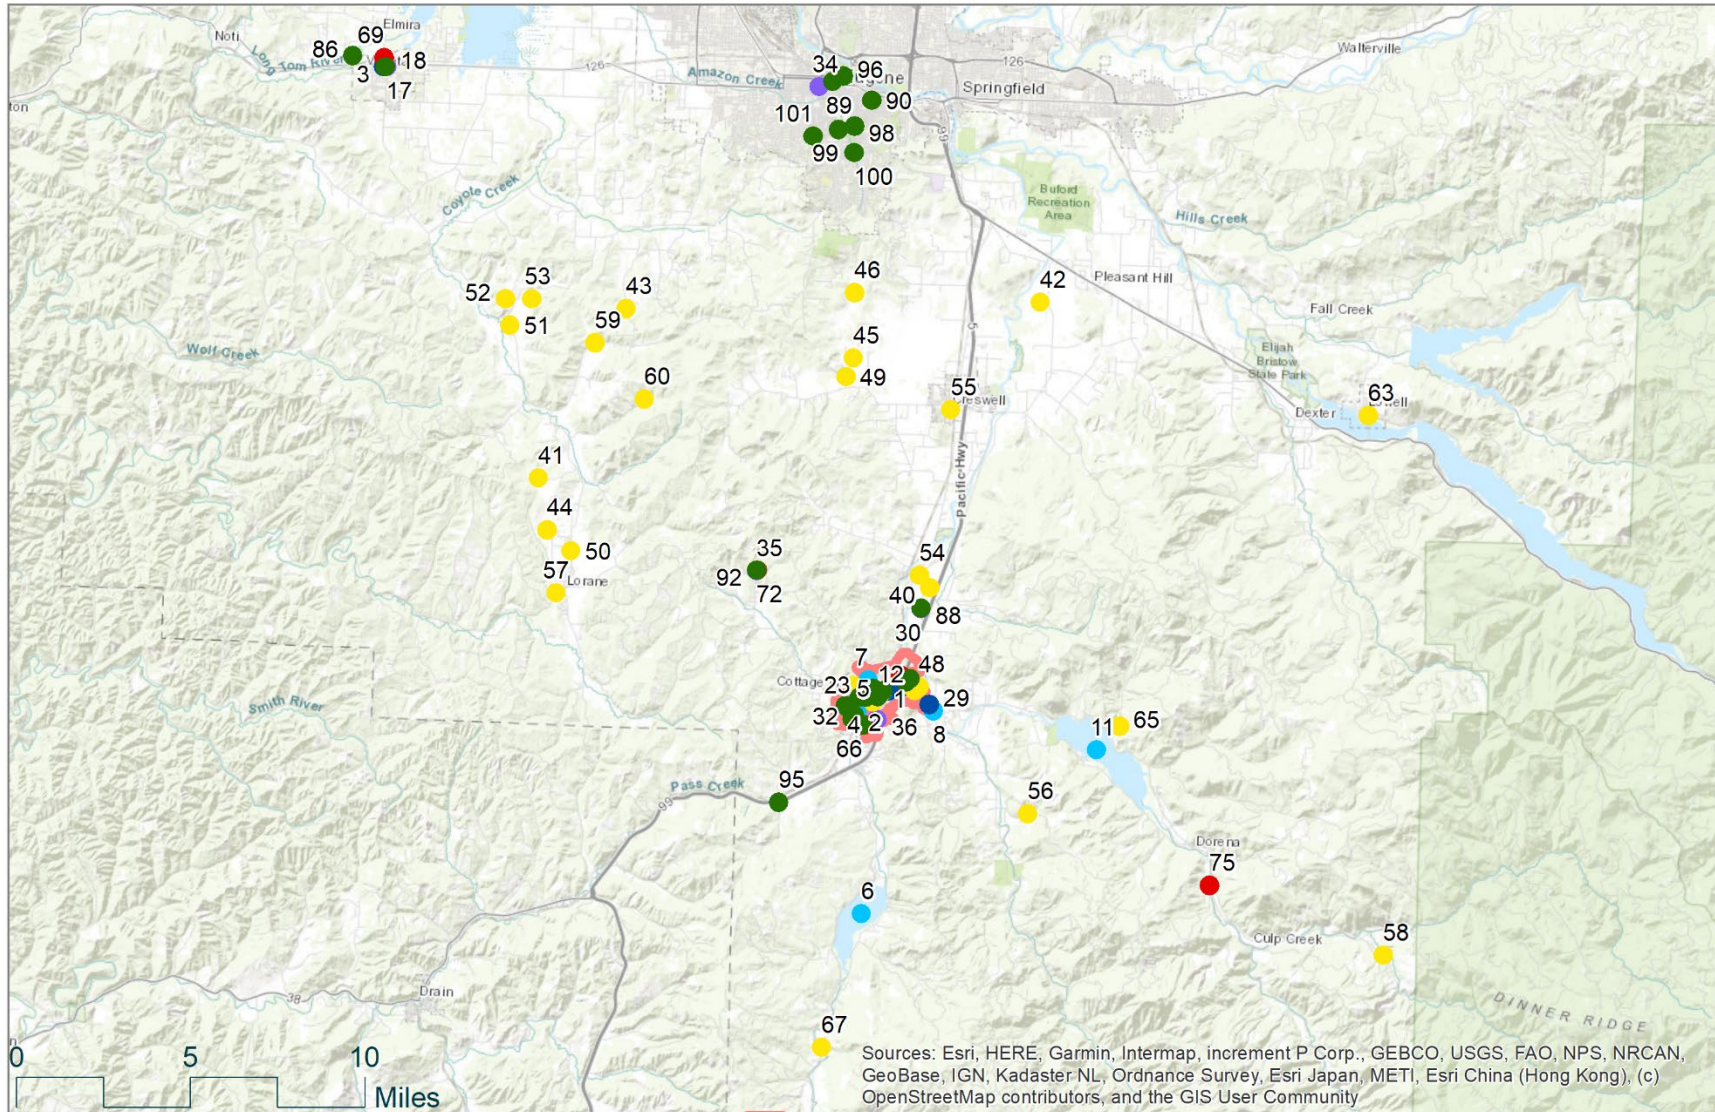 Elmira
Noti
69
86
18
Long Tom River
3
17
126
Amazon Creek
34
96
126
Walterville
Springfield
89
90
101
98
99
99
100
ton
Coyote Creek
Buford
Recreation
Area
Hills Creek
52
53
43
46
42
Pleasant Hill
51
59
45
Fall Creek
5
Wolf Creek
60
49
55
Creswell
Elijah
Bristow
State Park
63
Lowell
Dexter
41
Pacific Hwy
44
50
57
Lorane
35
92
72
54
40
88
30
7
12
48
Cottage
23
5
1
29
32
4
2
36
8
66
11
65
Smith River
95
Pass Creek
99
56
Dorena
75
6
Culp Creek
58
Drain
38
67
DINNER RIDGE
0 5 10
Miles
Sources: Esri, HERE, Garmin, Intermap, increment P Corp., GEBCO, USGS, FAO, NPS, NRCAN,
GeoBase, IGN, Kadaster NL, Ordnance Survey, Esri Japan, METI, Esri China (Hong Kong), (c)
OpenStreetMap contributors, and the GIS User Community